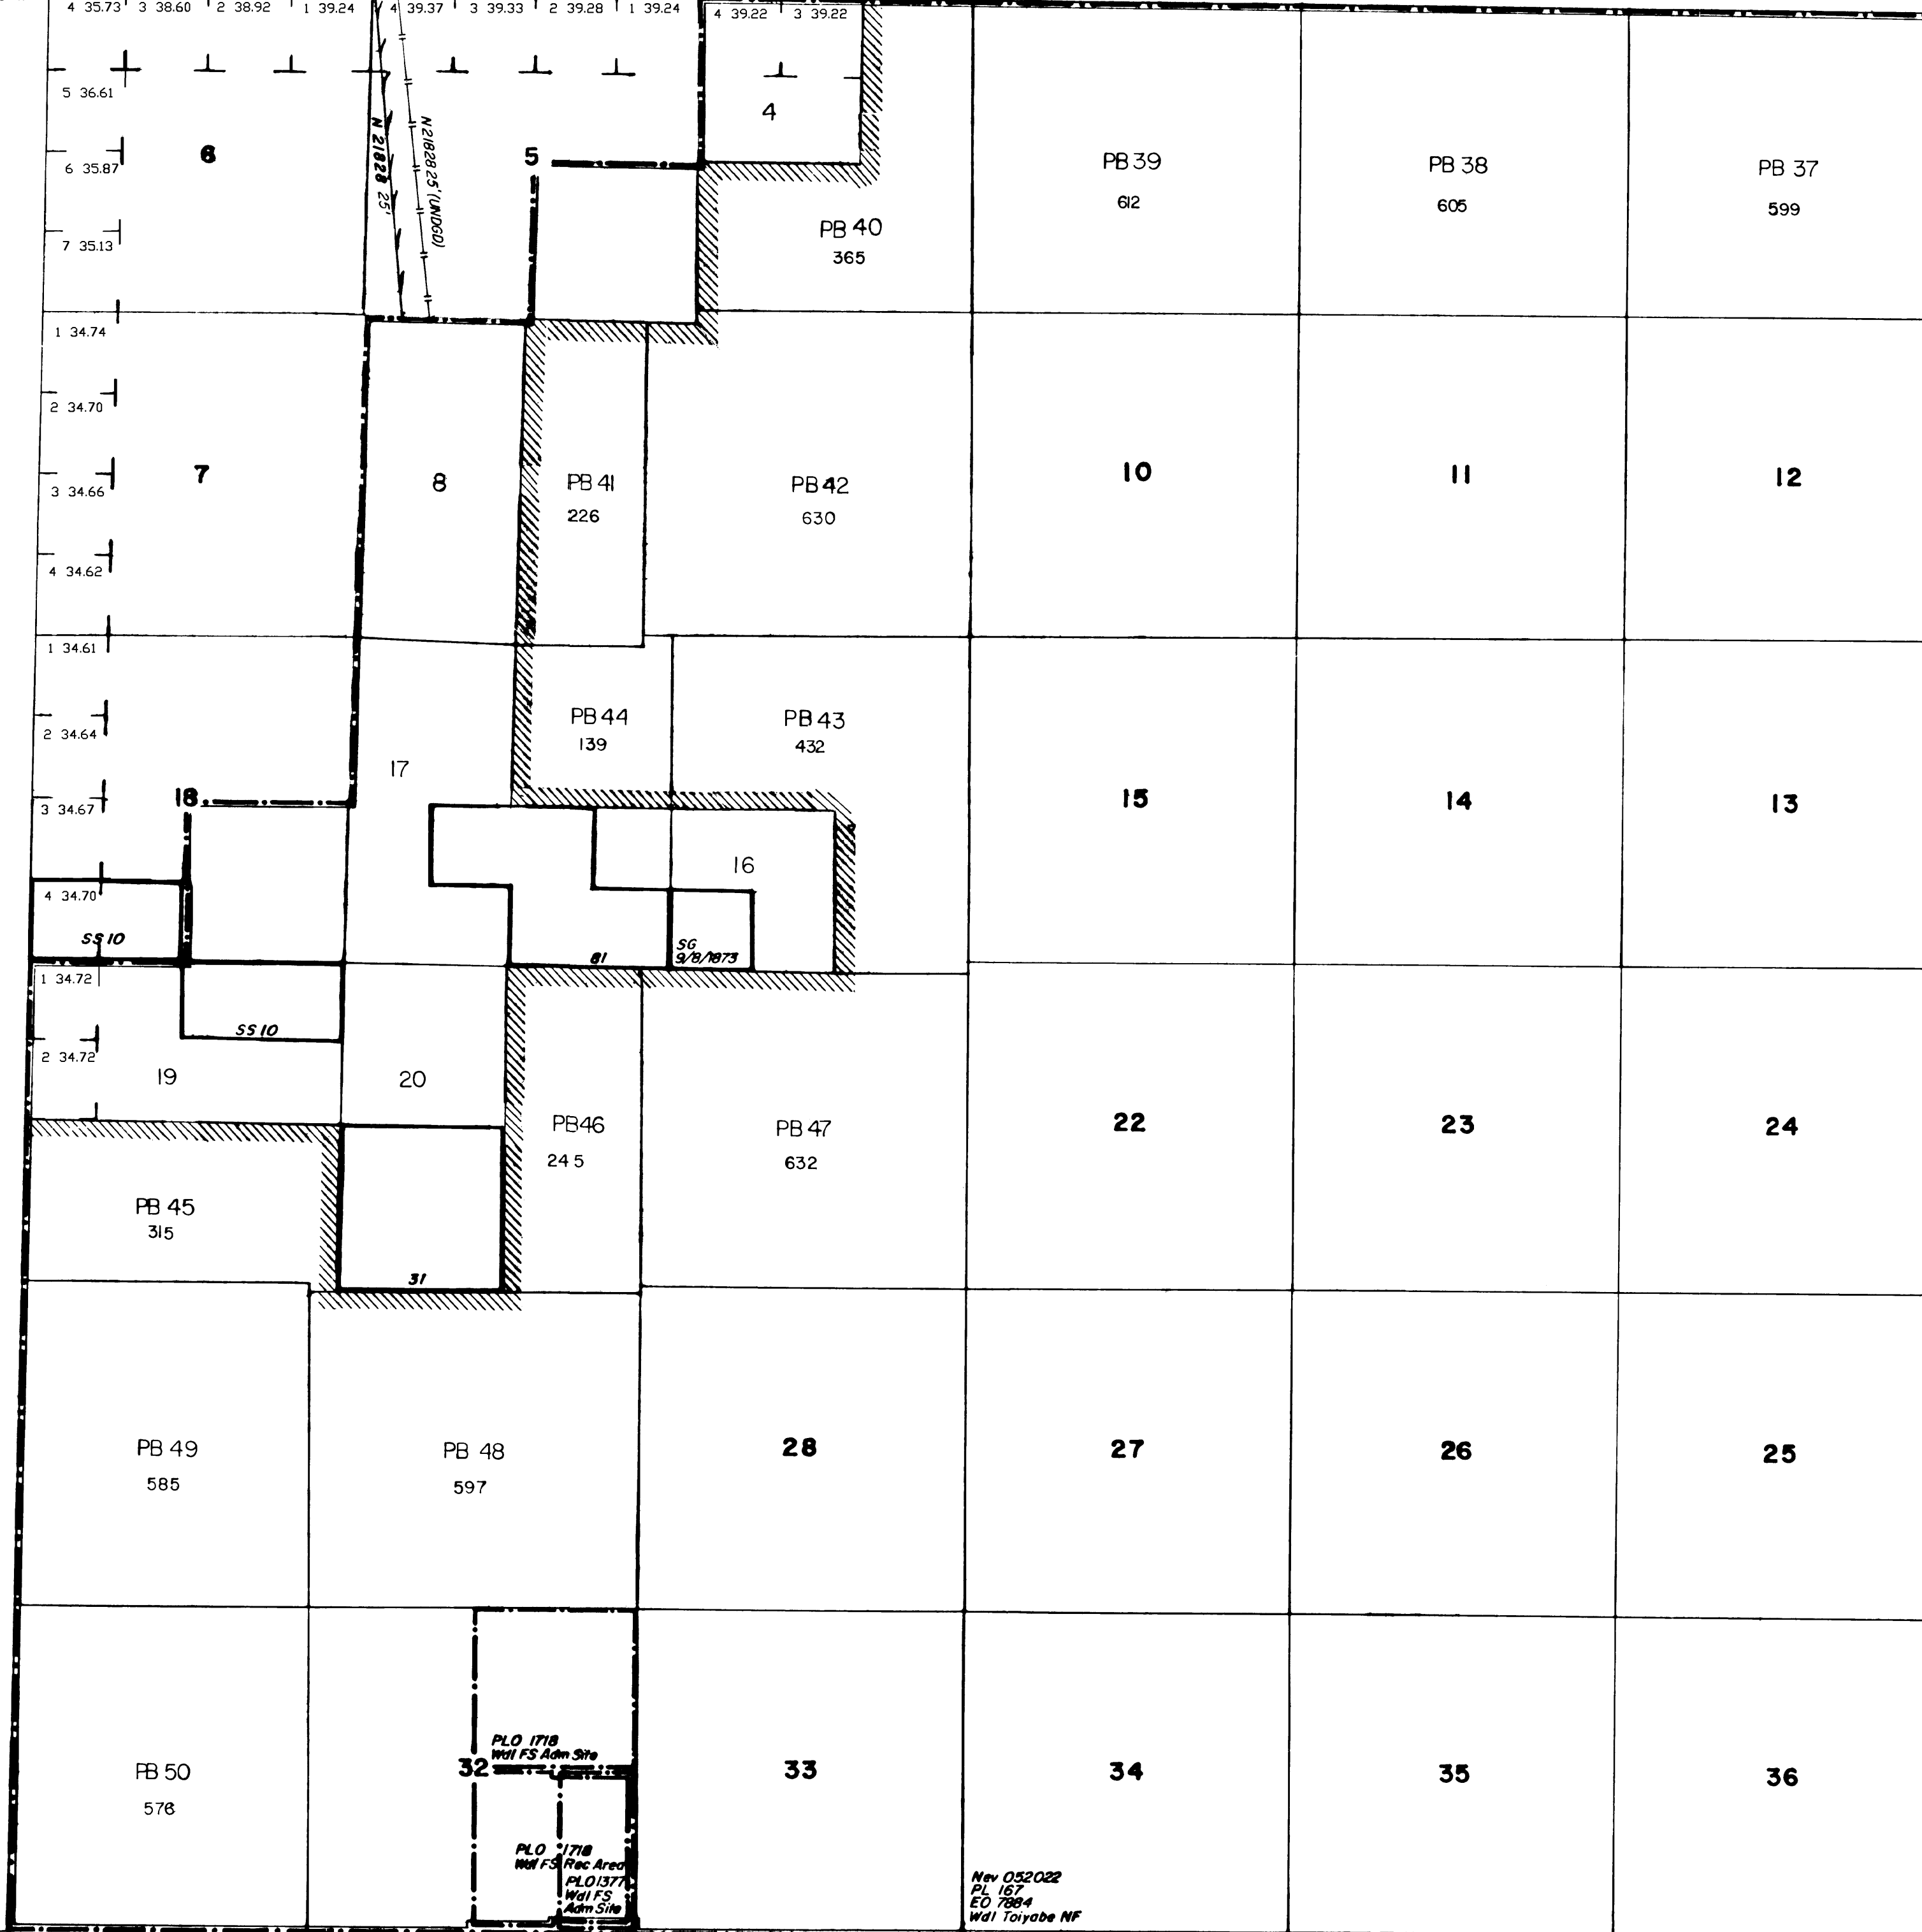 4 35.73 3 38.60 2 38.92 1 39.24 4 39.37 3 39.33 2 39.28 1 39.24 4 39.22 3 39.22
5 36.61
6 35.87
7 35.13
6
N 21828 25'
N 21828 25' (UNDGD)
5
4
PB 40
365
PB 39
612
PB 38
605
PB 37
599
1 34.74
2 34.70
3 34.66
4 34.62
7
8
PB 41
226
PB 42
630
10
11
12
1 34.61
2 34.64
3 34.67
4 34.70
SS 10
18
17
PB 44
139
PB 43
432
16
81
SG
9/8/1873
15
14
13
1 34.72
2 34.72
SS 10
19
20
PB 46
245
PB 47
632
22
23
24
PB 45
315
31
PB 49
585
PB 48
597
28
27
26
25
PB 50
576
PLO 1718
Wdl FS Adm Site
32
PLO 1718
Wdl FS Rec Area
PLO 1377
Wdl FS
Adm Site
33
34
35
36
Nev 052022
PL 167
EO 7884
Wdl Toiyabe NF